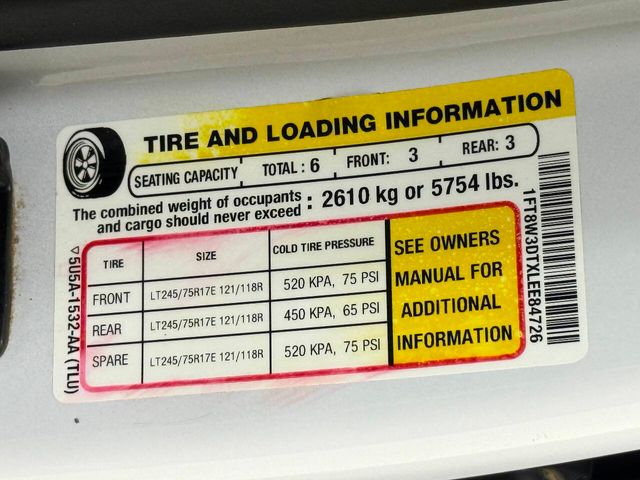 TIRE AND LOADING INFORMATION
SEATING CAPACITY TOTAL : 6 FRONT: 3 REAR: 3
The combined weight of occupants and cargo should never exceed : 2610 kg or 5754 lbs.
TIRE SIZE COLD TIRE PRESSURE
FRONT LT245/75R17E 121/118R 520 KPA, 75 PSI
REAR LT245/75R17E 121/118R 450 KPA, 65 PSI
SPARE LT245/75R17E 121/118R 520 KPA, 75 PSI
SEE OWNERS
MANUAL FOR
ADDITIONAL
INFORMATION
5U5A-1532-AA (TLU)
1FT8W3DTXLEE84726